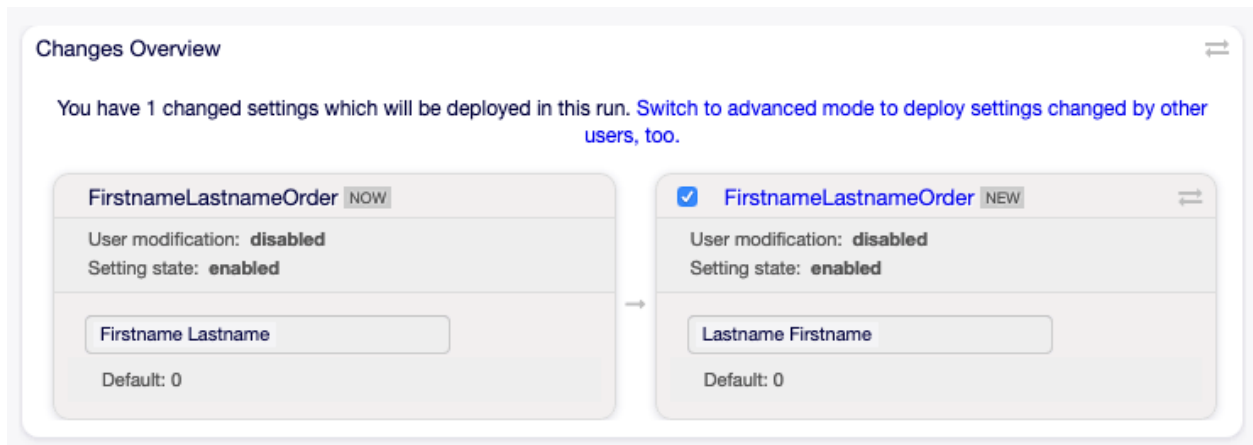 Changes Overview
You have 1 changed settings which will be deployed in this run. Switch to advanced mode to deploy settings changed by other
users, too.
FirstnameLastnameOrder NOW
User modification: disabled
Setting state: enabled
Firstname Lastname
Default: 0
FirstnameLastnameOrder NEW
User modification: disabled
Setting state: enabled
Lastname Firstname
Default: 0